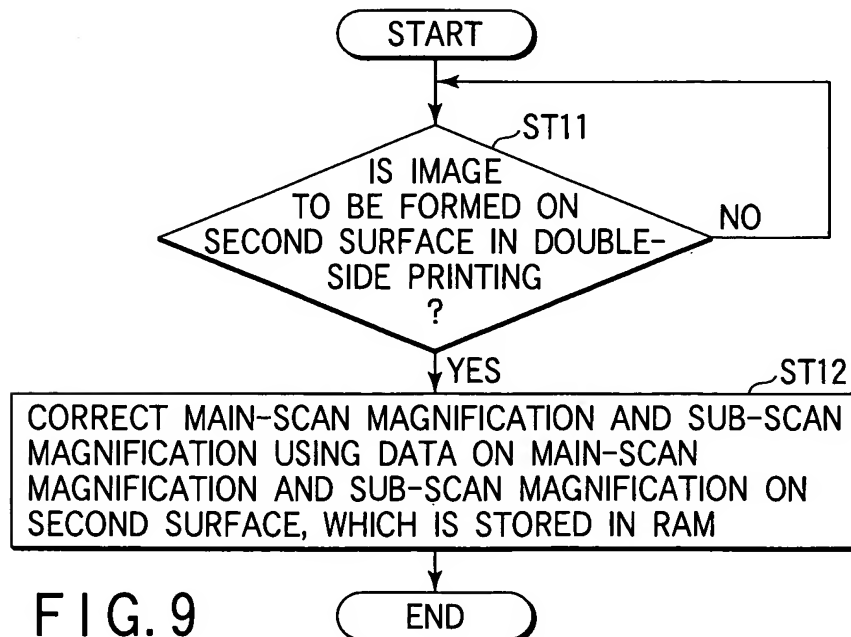 START
ST11
IS IMAGE
TO BE FORMED ON
SECOND SURFACE IN DOUBLE-
SIDE PRINTING
?
NO
YES
ST12
CORRECT MAIN-SCAN MAGNIFICATION AND SUB-SCAN
MAGNIFICATION USING DATA ON MAIN-SCAN
MAGNIFICATION AND SUB-SCAN MAGNIFICATION ON
SECOND SURFACE, WHICH IS STORED IN RAM
END
FIG. 9